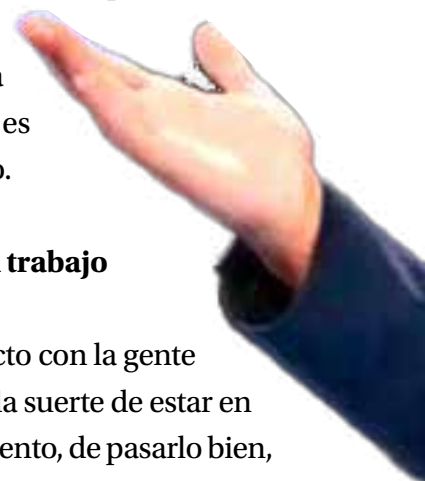 a
es
o.
trabajo
cto con la gente
la suerte de estar en
ento, de pasarlo bien,